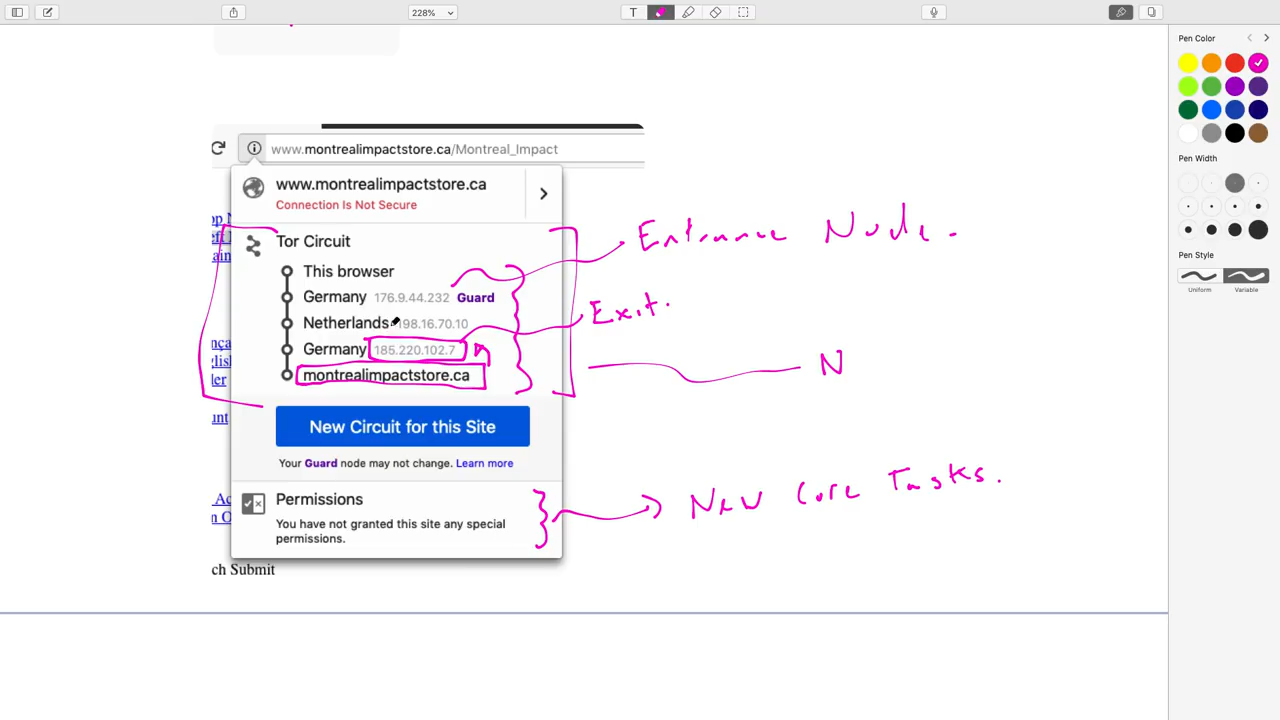 228%
T
Pen Color
www.montrealimpactstore.ca/Montreal_Impact
www.montrealimpactstore.ca
Connection Is Not Secure
Tor Circuit
This browser
Germany 176.9.44.232 Guard
Netherlands 198.16.70.10
Germany 185.220.102.7
montrealimpactstore.ca
New Circuit for this Site
Your Guard node may not change. Learn more
Permissions
You have not granted this site any special
permissions.
ch Submit
Entrance Node.
Exit.
N
New Core Tasks.
Pen Width
Pen Style
Uniform
Variable